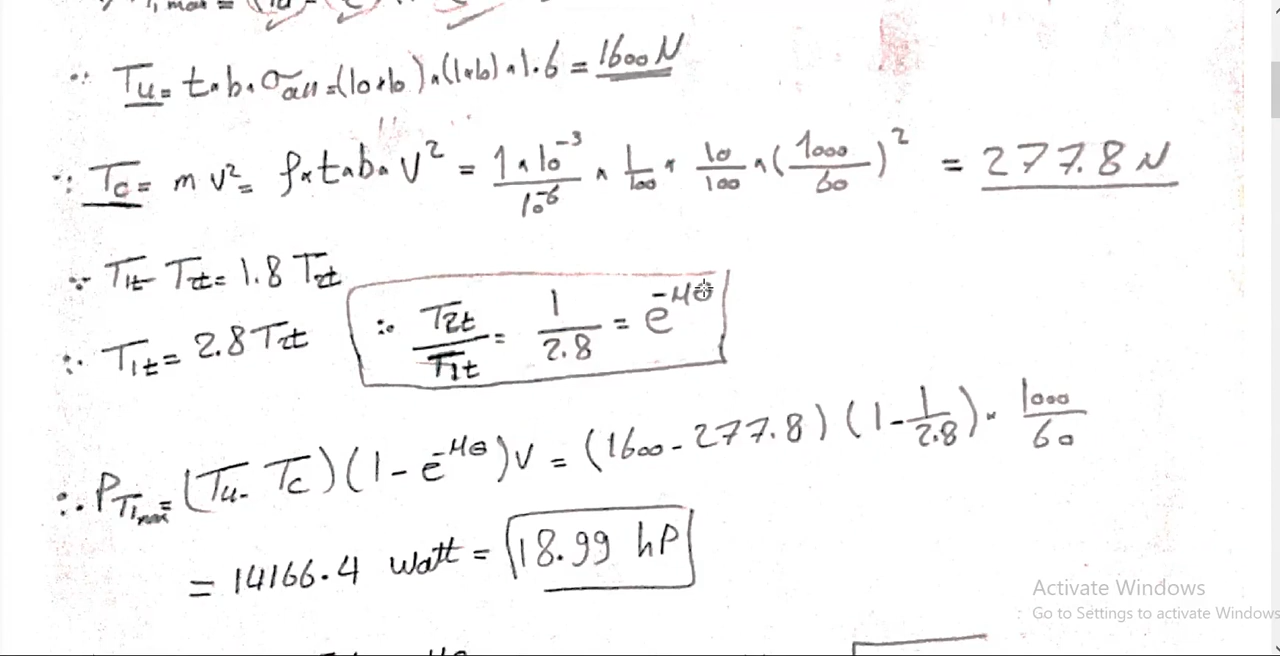 ∵ Tu = t * b * σall = (10*10) * (1*10) * 1.6 = 1600 N
∵ Tc = m v² = ρ * t * b * v² = 1*10⁻³/10⁻⁶ * 1/100 * 10/100 * (1000/60)² = 277.8 N
∵ T1t - T2t = 1.8 T2t
∴ T1t = 2.8 T2t ∴ T2t/T1t = 1/2.8 = e^-μθ
∴ PT1max = (Tu - Tc)(1 - e^-μθ)v = (1600 - 277.8)(1 - 1/2.8) * 1000/60
= 14166.4 watt = 18.99 hP
Activate Windows
Go to Settings to activate Windows